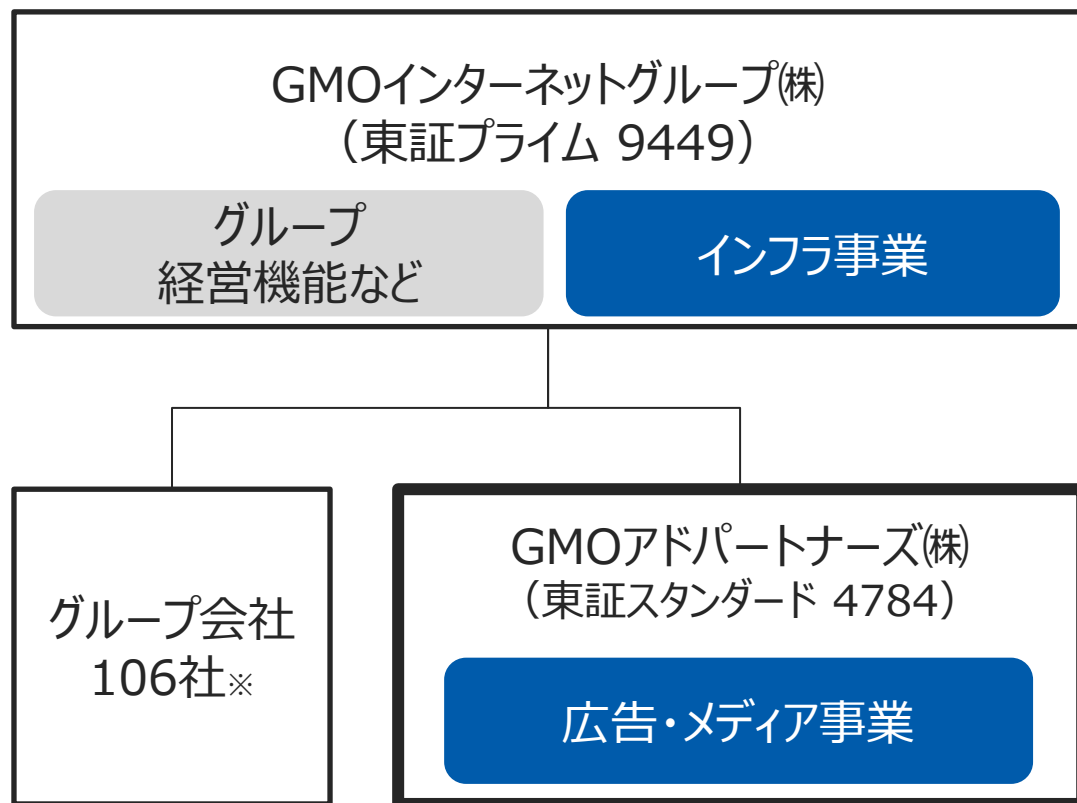 GMOインターネットグループ㈱
（東証プライム 9449）
グループ
経営機能など
インフラ事業
グループ会社
106社※
GMOアドパートナーズ㈱
（東証スタンダード 4784）
広告・メディア事業